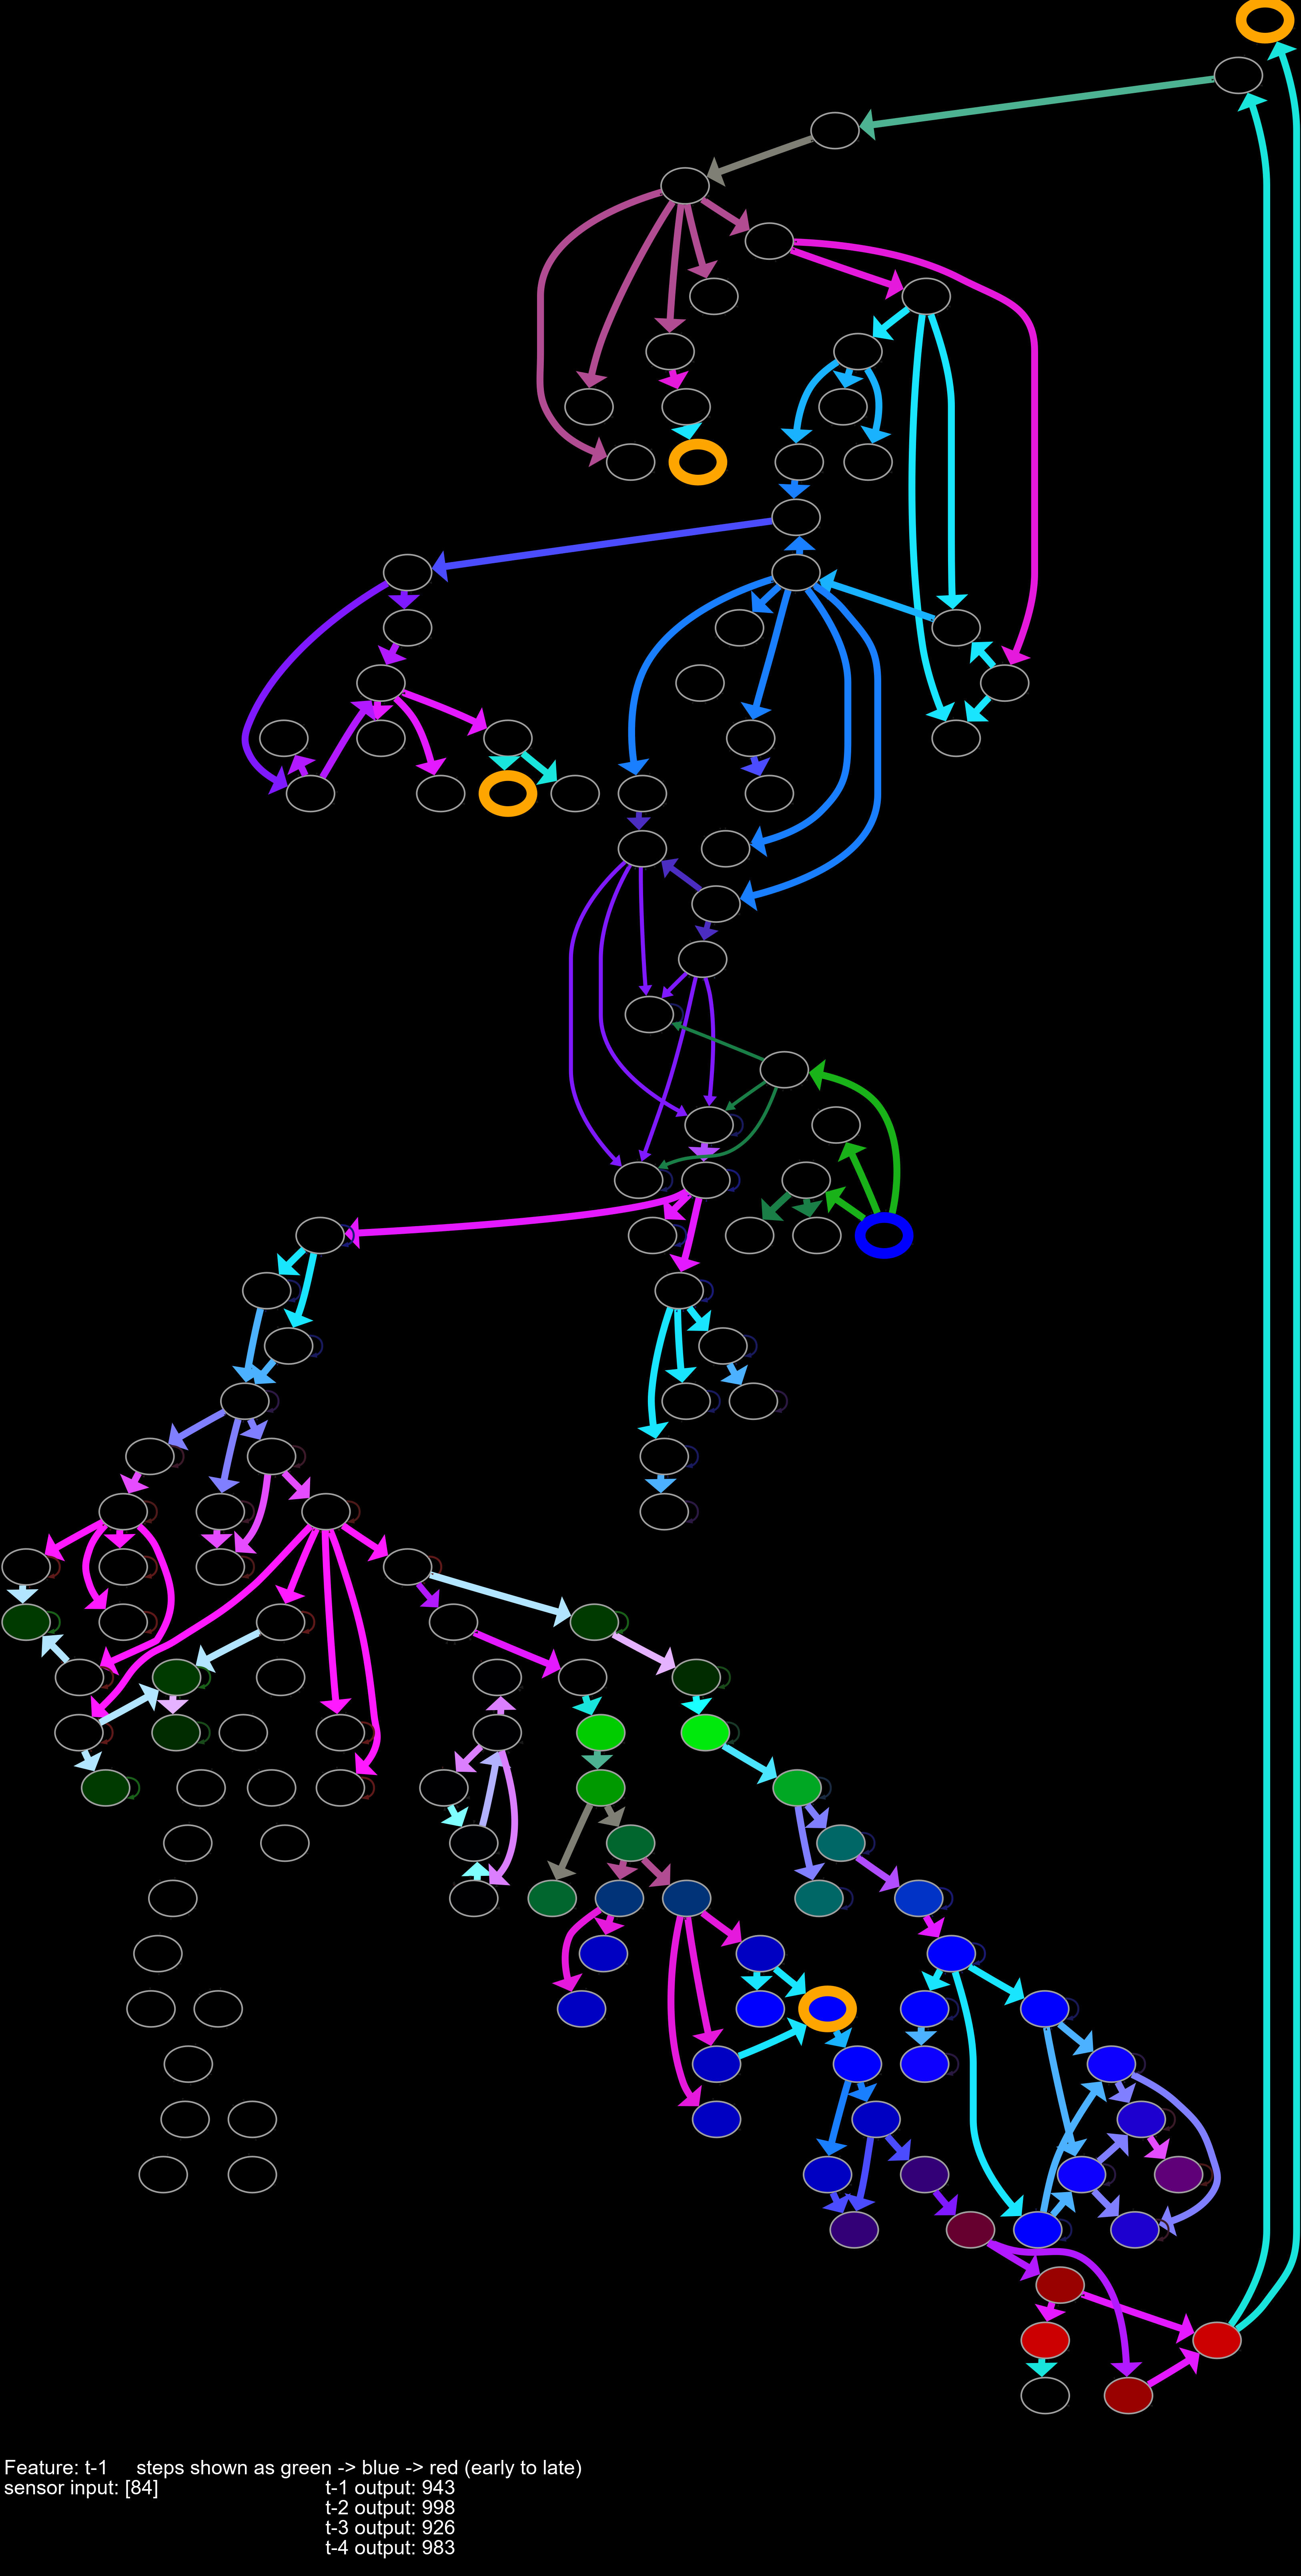 Feature: t-1 steps shown as green -> blue -> red (early to late)
sensor input: [84] t-1 output: 943
t-2 output: 998
t-3 output: 926
t-4 output: 983